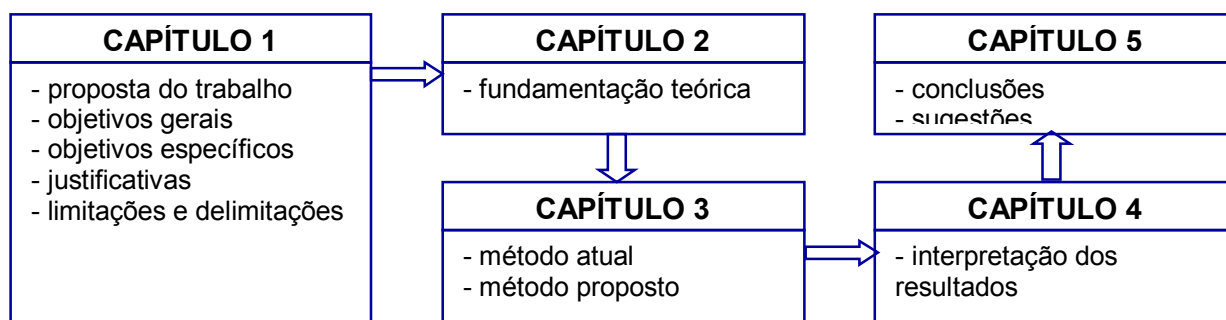 CAPÍTULO 1
- proposta do trabalho
- objetivos gerais
- objetivos específicos
- justificativas
- limitações e delimitações
CAPÍTULO 2
- fundamentação teórica
CAPÍTULO 3
- método atual
- método proposto
CAPÍTULO 4
- interpretação dos
resultados
CAPÍTULO 5
- conclusões
- sugestões